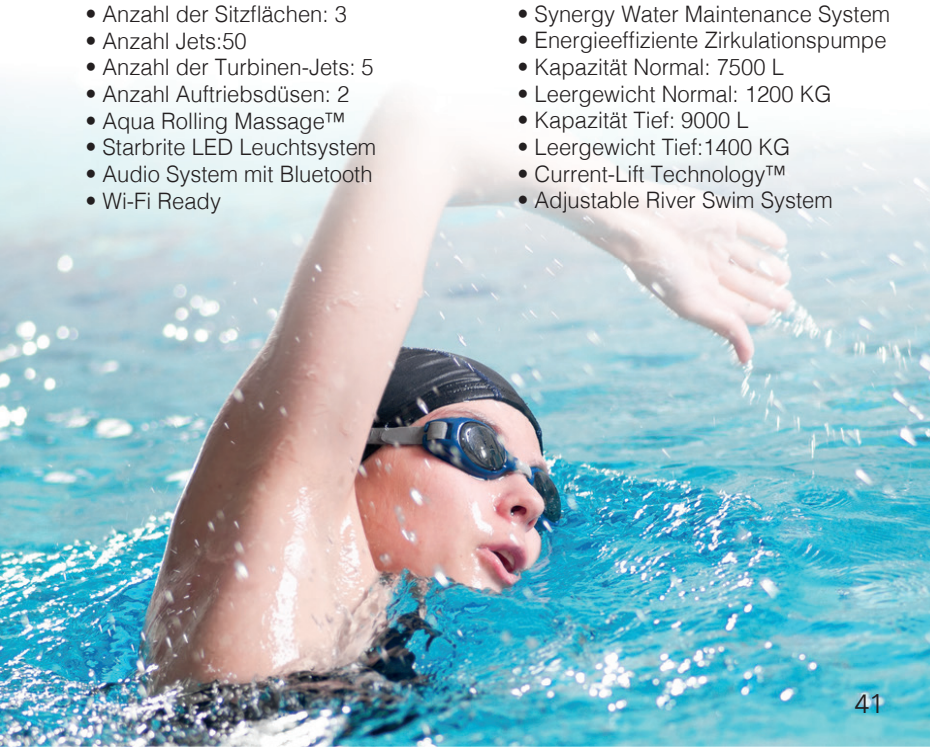 • Anzahl der Sitzflächen: 3
• Anzahl Jets:50
• Anzahl der Turbinen-Jets: 5
• Anzahl Auftriebsdüsen: 2
• Aqua Rolling Massage™
• Starbrite LED Leuchtsystem
• Audio System mit Bluetooth
• Wi-Fi Ready
• Synergy Water Maintenance System
• Energieeffiziente Zirkulationspumpe
• Kapazität Normal: 7500 L
• Leergewicht Normal: 1200 KG
• Kapazität Tief: 9000 L
• Leergewicht Tief:1400 KG
• Current-Lift Technology™
• Adjustable River Swim System
41